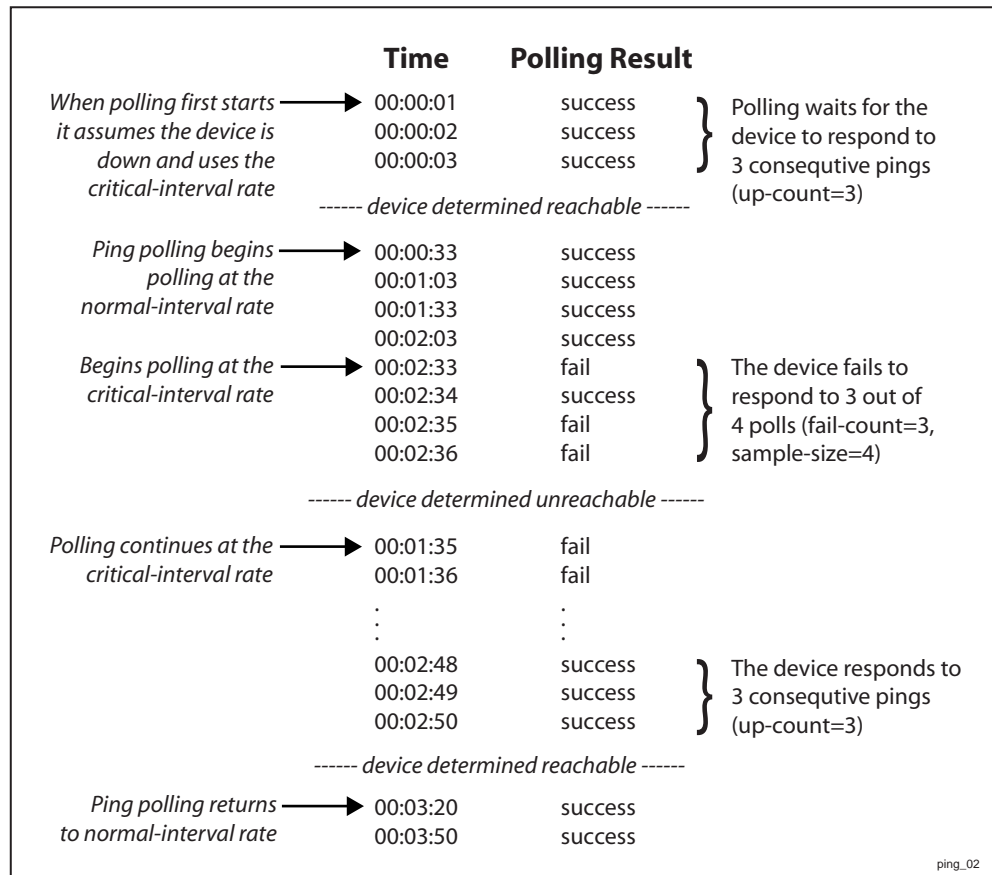 Time Polling Result
When polling first starts 00:00:01 success Polling waits for the
it assumes the device is 00:00:02 success device to respond to
down and uses the 00:00:03 success 3 consequtive pings
critical-interval rate (up-count=3)
------ device determined reachable ------
Ping polling begins 00:00:33 success
polling at the 00:01:03 success
normal-interval rate 00:01:33 success
00:02:03 success
Begins polling at the 00:02:33 fail The device fails to
critical-interval rate 00:02:34 success respond to 3 out of
00:02:35 fail 4 polls (fail-count=3,
00:02:36 fail sample-size=4)
------ device determined unreachable ------
Polling continues at the 00:01:35 fail
critical-interval rate 00:01:36 fail
. .
. .
. .
00:02:48 success The device responds to
00:02:49 success 3 consequtive pings
00:02:50 success (up-count=3)
------ device determined reachable ------
Ping polling returns 00:03:20 success
to normal-interval rate 00:03:50 success
ping_02